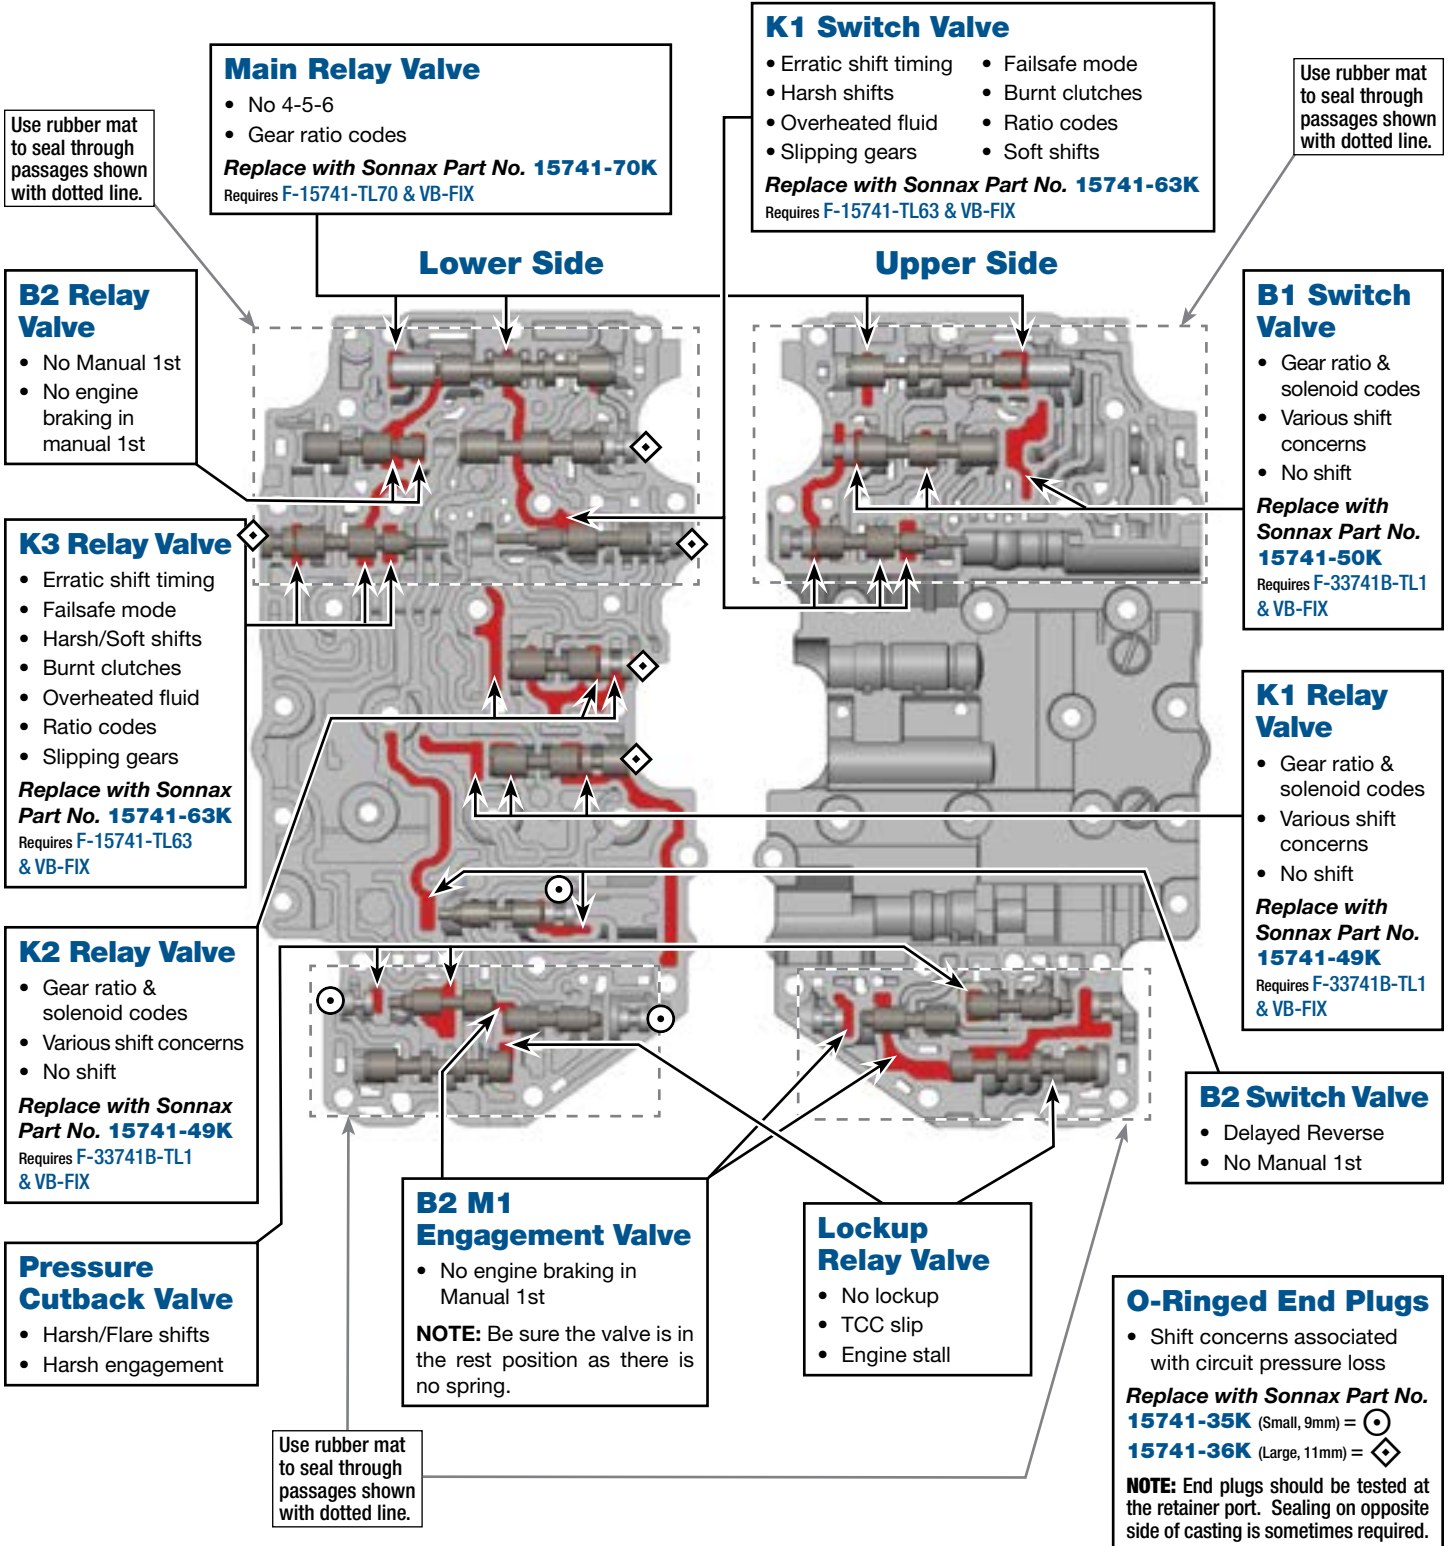 Main Relay Valve
• No 4-5-6
• Gear ratio codes
Replace with Sonnax Part No. 15741-70K
Requires F-15741-TL70 & VB-FIX
K1 Switch Valve
• Erratic shift timing
• Harsh shifts
• Overheated fluid
• Slipping gears
• Failsafe mode
• Burnt clutches
• Ratio codes
• Soft shifts
Replace with Sonnax Part No. 15741-63K
Requires F-15741-TL63 & VB-FIX
Use rubber mat
to seal through
passages shown
with dotted line.
Use rubber mat
to seal through
passages shown
with dotted line.
Lower Side
Upper Side
B2 Relay
Valve
• No Manual 1st
• No engine
braking in
manual 1st
B1 Switch
Valve
• Gear ratio &
solenoid codes
• Various shift
concerns
• No shift
Replace with
Sonnax Part No.
15741-50K
Requires F-33741B-TL1
& VB-FIX
K3 Relay Valve
• Erratic shift timing
• Failsafe mode
• Harsh/Soft shifts
• Burnt clutches
• Overheated fluid
• Ratio codes
• Slipping gears
Replace with Sonnax
Part No. 15741-63K
Requires F-15741-TL63
& VB-FIX
K1 Relay
Valve
• Gear ratio &
solenoid codes
• Various shift
concerns
• No shift
Replace with
Sonnax Part No.
15741-49K
Requires F-33741B-TL1
& VB-FIX
K2 Relay Valve
• Gear ratio &
solenoid codes
• Various shift concerns
• No shift
Replace with Sonnax
Part No. 15741-49K
Requires F-33741B-TL1
& VB-FIX
B2 Switch Valve
• Delayed Reverse
• No Manual 1st
Pressure
Cutback Valve
• Harsh/Flare shifts
• Harsh engagement
B2 M1
Engagement Valve
• No engine braking in
Manual 1st
NOTE: Be sure the valve is in
the rest position as there is
no spring.
Lockup
Relay Valve
• No lockup
• TCC slip
• Engine stall
O-Ringed End Plugs
• Shift concerns associated
with circuit pressure loss
Replace with Sonnax Part No.
15741-35K (Small, 9mm) =
15741-36K (Large, 11mm) =
NOTE: End plugs should be tested at
the retainer port. Sealing on opposite
side of casting is sometimes required.
Use rubber mat
to seal through
passages shown
with dotted line.